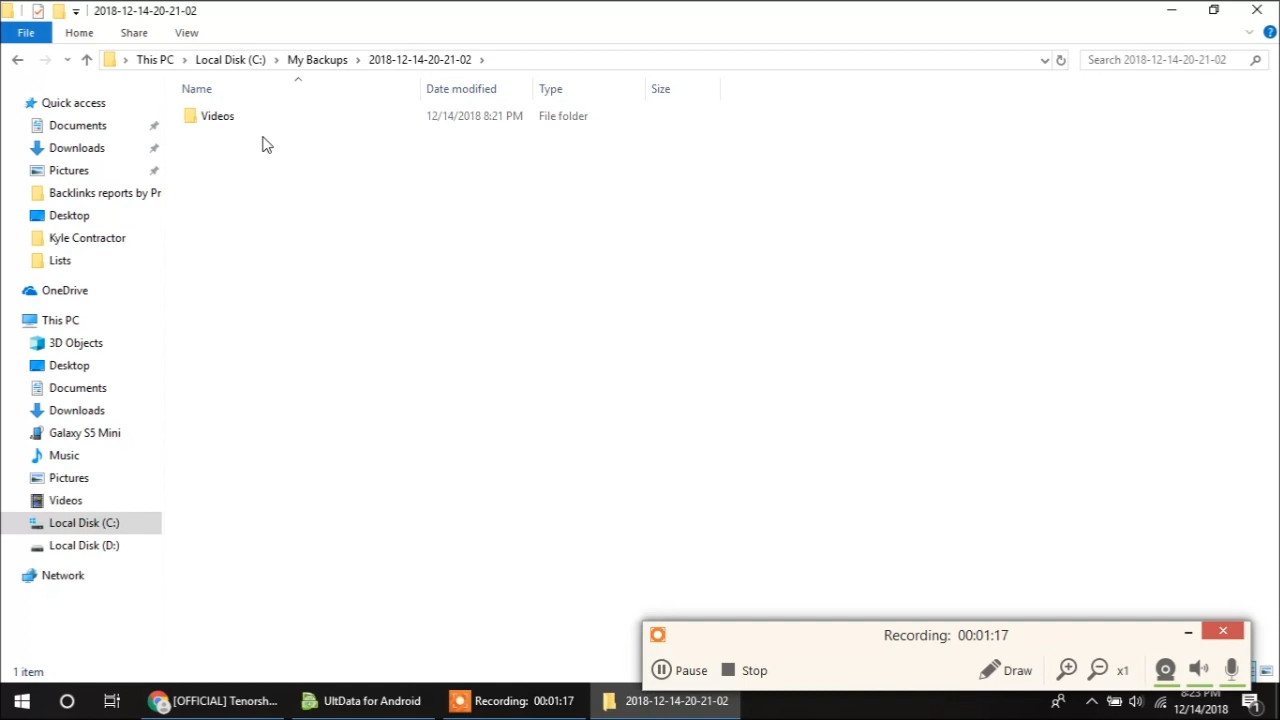 2018-12-14-20-21-02
File Home Share View
This PC Local Disk (C:) My Backups 2018-12-14-20-21-02
Search 2018-12-14-20-21-02
Name Date modified Type Size
Videos 12/14/2018 8:21 PM File folder
Quick access
Documents
Downloads
Pictures
Backlinks reports by Pr
Desktop
Kyle Contractor
Lists
OneDrive
This PC
3D Objects
Desktop
Documents
Downloads
Galaxy S5 Mini
Music
Pictures
Videos
Local Disk (C:)
Local Disk (D:)
Network
1 item
Recording: 00:01:17
Pause Stop Draw x1
[OFFICIAL] Tenorsh... UltData for Android Recording: 00:01:17 2018-12-14-20-21-02
8:23 PM
12/14/2018